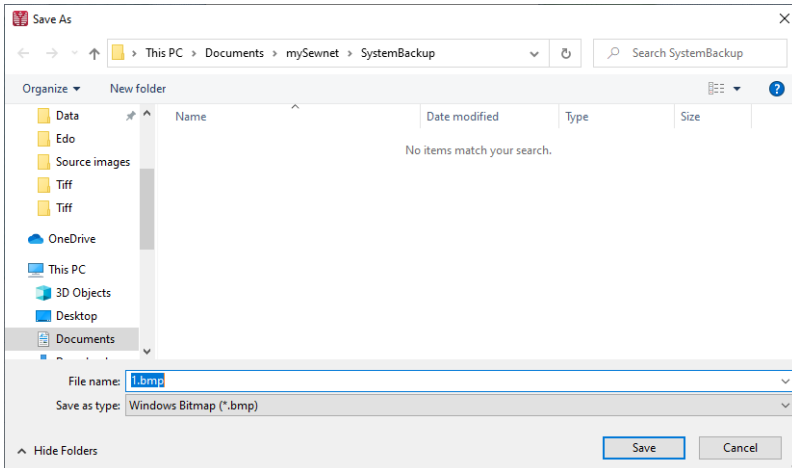 Save As
This PC > Documents > mySewnet > SystemBackup
Search SystemBackup
Organize
New folder
Name
Date modified
Type
Size
No items match your search.
Data
Edo
Source images
Tiff
Tiff
OneDrive
This PC
3D Objects
Desktop
Documents
File name: 1.bmp
Save as type: Windows Bitmap (*.bmp)
Hide Folders
Save
Cancel